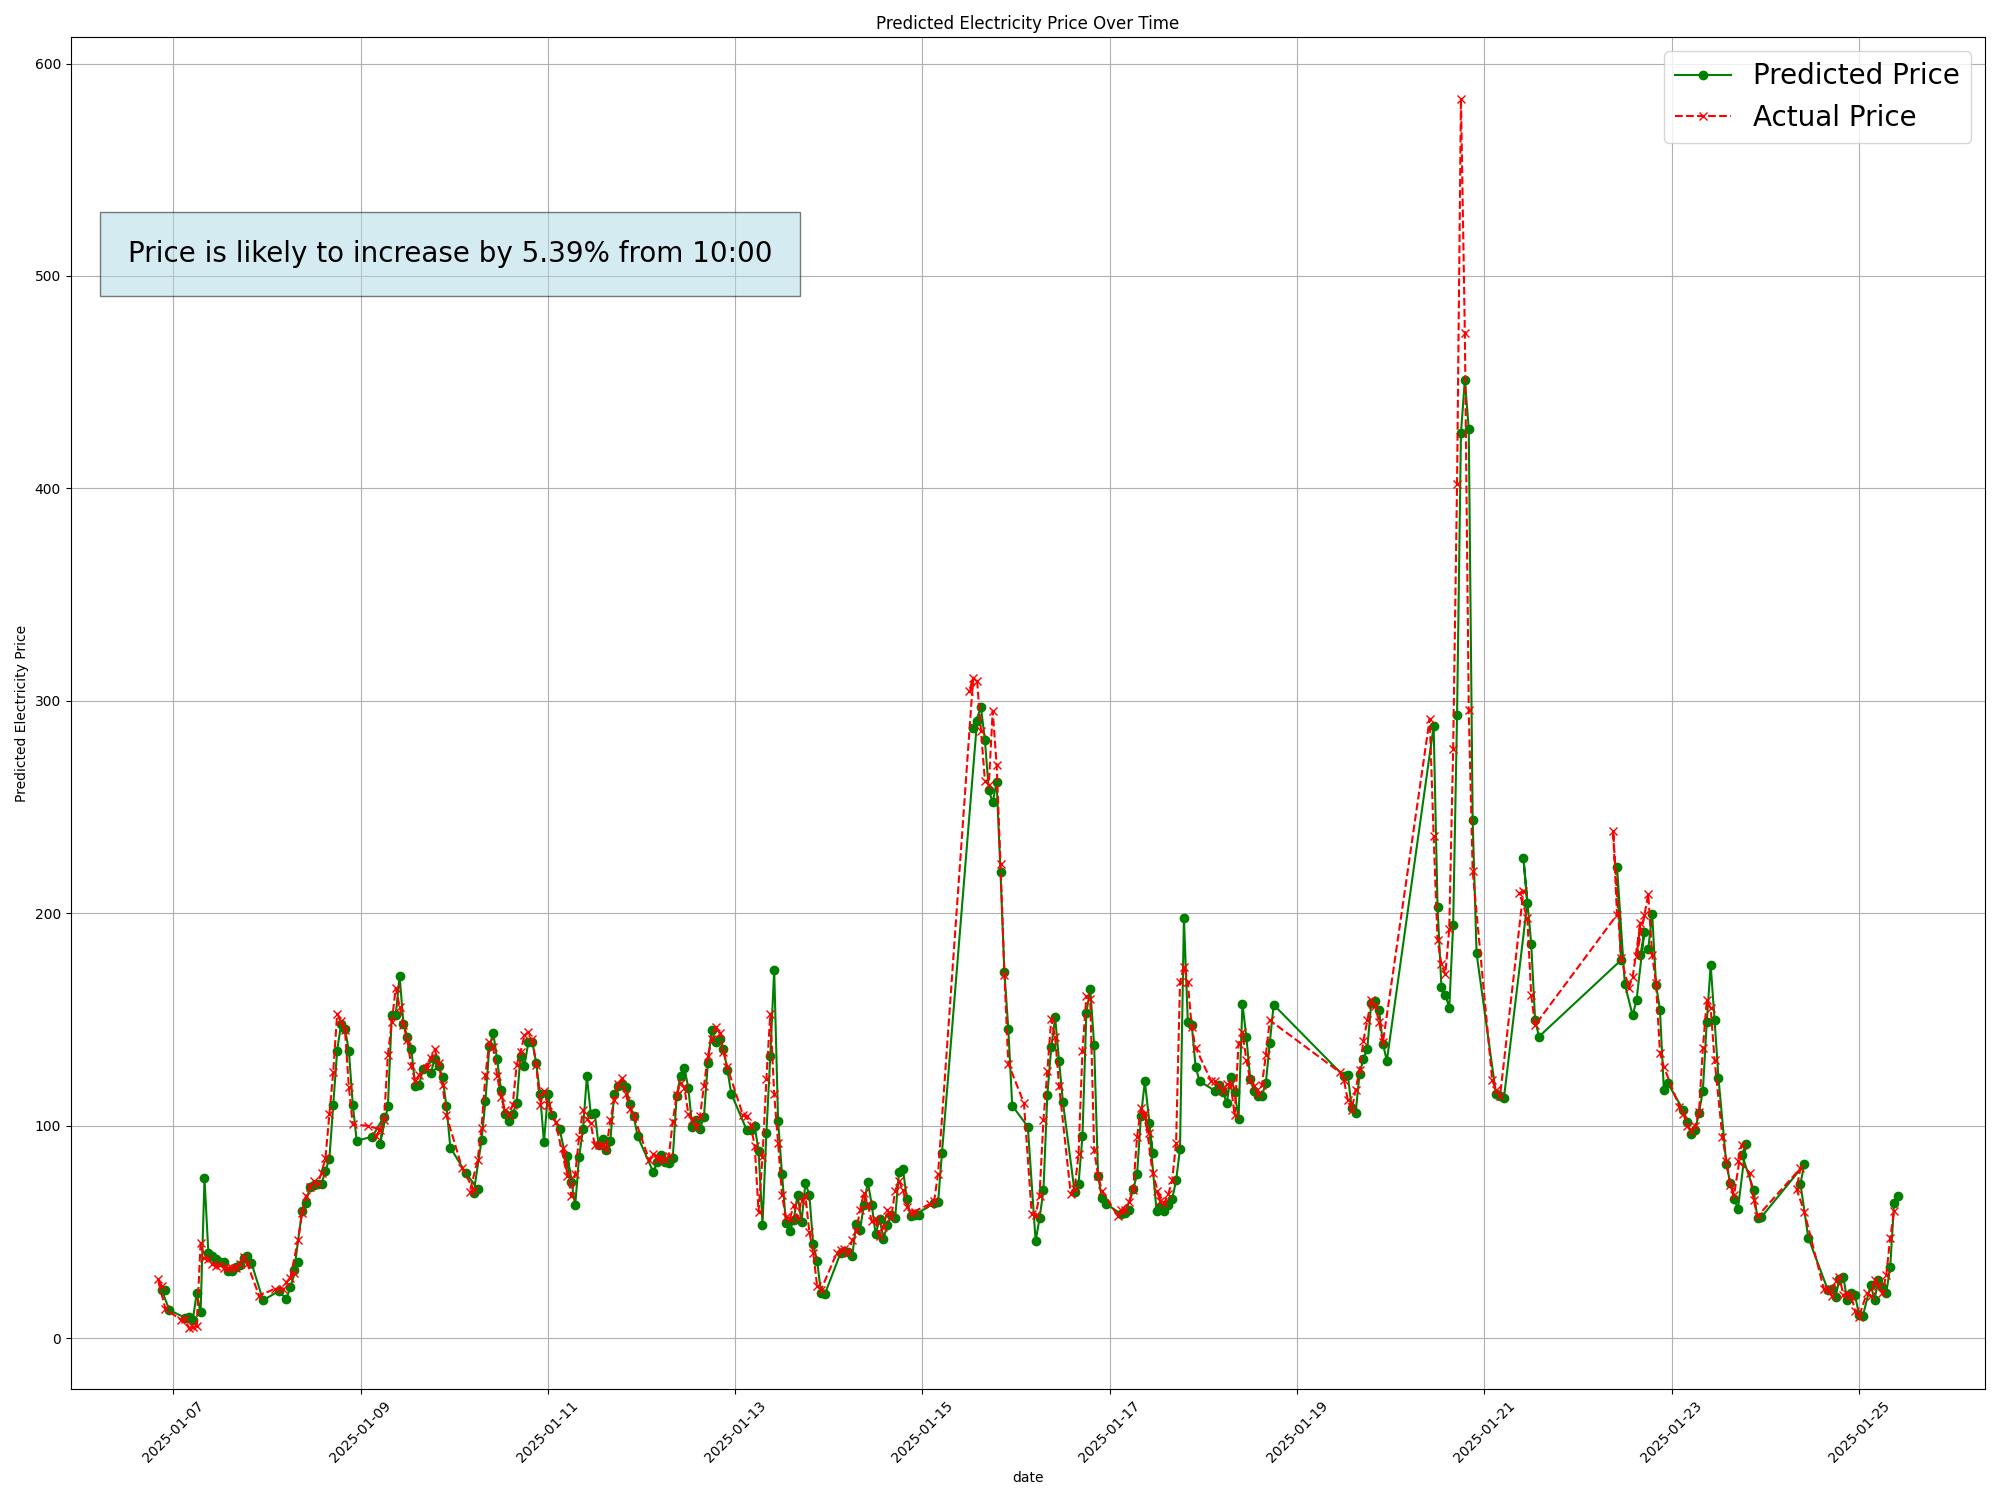 Predicted Electricity Price Over Time
Predicted Price
Actual Price
Price is likely to increase by 5.39% from 10:00
Predicted Electricity Price
600
500
400
300
200
100
0
2025-01-07
2025-01-09
2025-01-11
2025-01-13
2025-01-15
2025-01-17
2025-01-19
2025-01-21
2025-01-23
2025-01-25
date